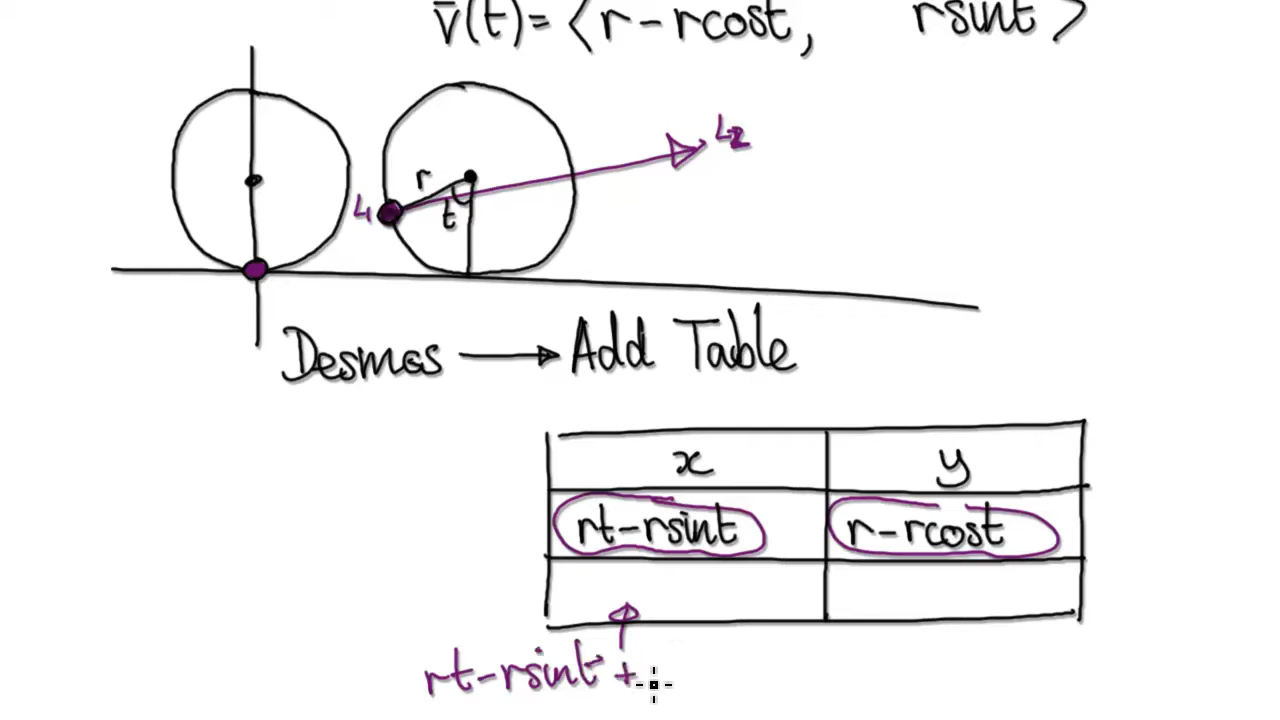 v̄(t) = ⟨r-rcost, rsint⟩
L2
r
L1
t
Desmos → Add Table
x y
rt-rsint r-rcost
rt-rsint +